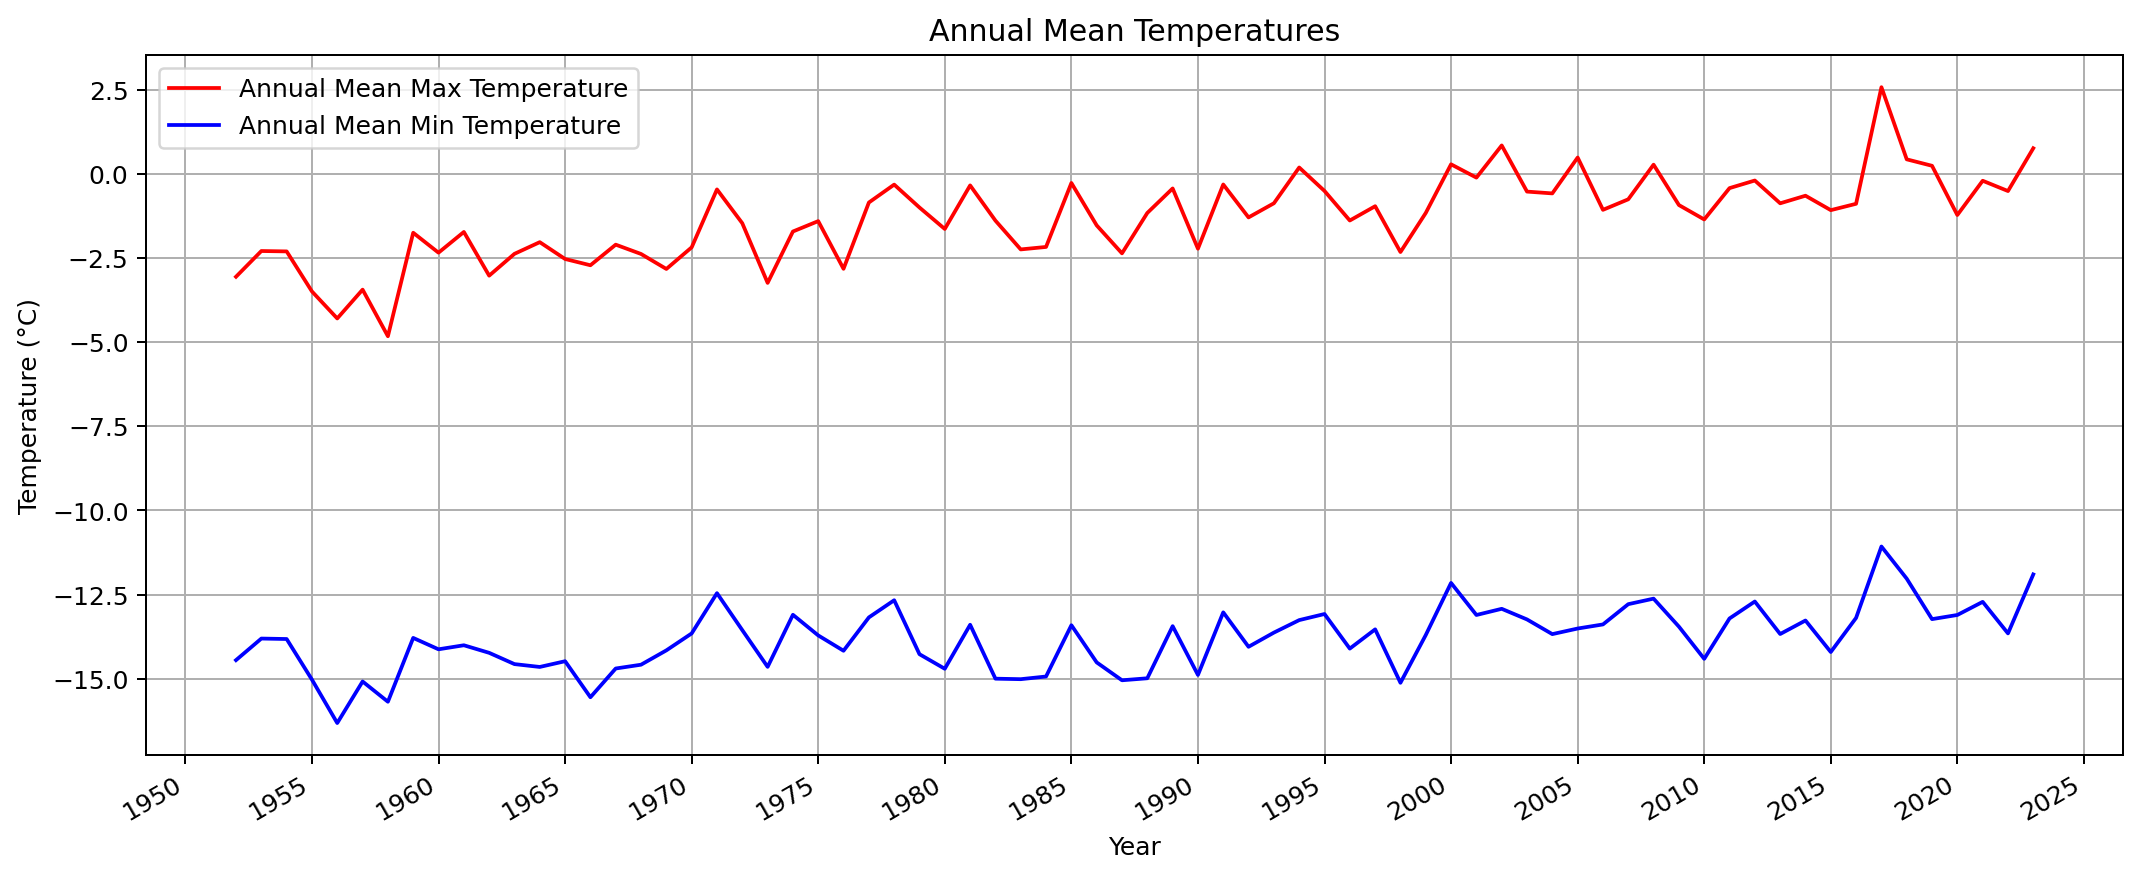 Annual Mean Temperatures
Annual Mean Max Temperature
Annual Mean Min Temperature
2.5
0.0
−2.5
−5.0
−7.5
−10.0
−12.5
−15.0
Temperature (°C)
1950 1955 1960 1965 1970 1975 1980 1985 1990 1995 2000 2005 2010 2015 2020 2025
Year